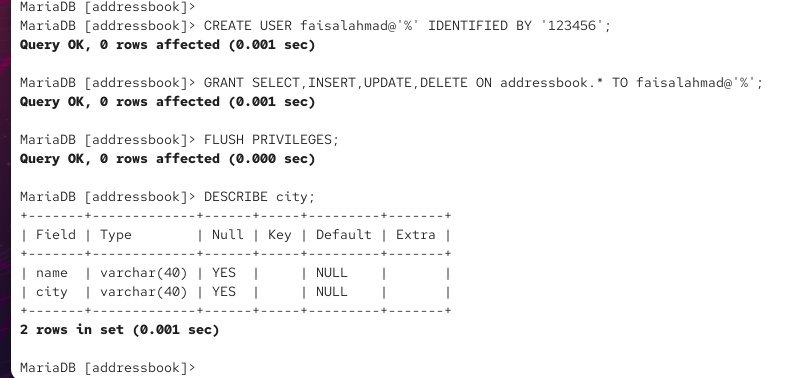 MariaDB [addressbook]>
MariaDB [addressbook]> CREATE USER faisalahmad@'%' IDENTIFIED BY '123456';
Query OK, 0 rows affected (0.001 sec)
MariaDB [addressbook]> GRANT SELECT,INSERT,UPDATE,DELETE ON addressbook.* TO faisalahmad@'%';
Query OK, 0 rows affected (0.001 sec)
MariaDB [addressbook]> FLUSH PRIVILEGES;
Query OK, 0 rows affected (0.000 sec)
MariaDB [addressbook]> DESCRIBE city;
+-------+-------------+------+-----+---------+-------+
| Field | Type        | Null | Key | Default | Extra |
+-------+-------------+------+-----+---------+-------+
| name  | varchar(40) | YES  |     | NULL    |       |
| city  | varchar(40) | YES  |     | NULL    |       |
+-------+-------------+------+-----+---------+-------+
2 rows in set (0.001 sec)
MariaDB [addressbook]>